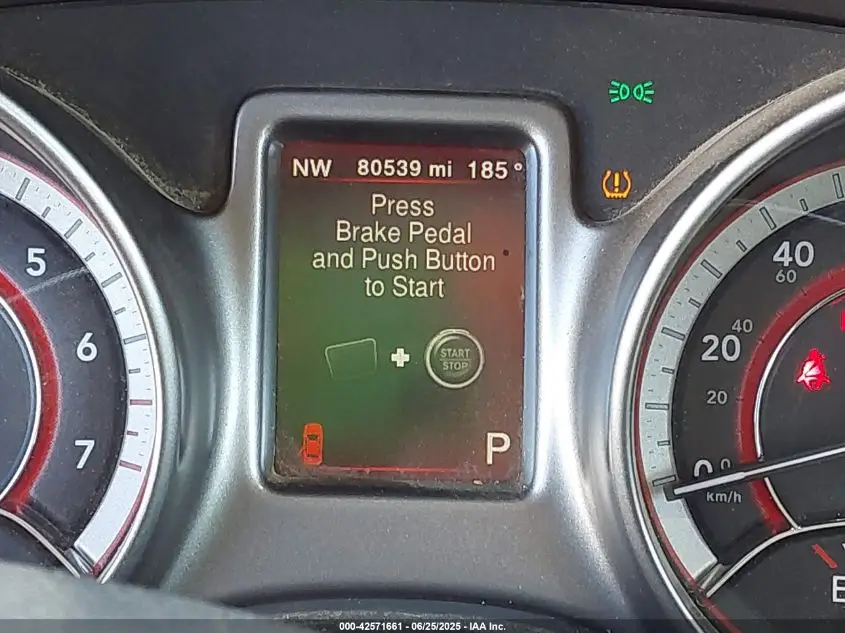 NW 80539 mi 185°
Press
Brake Pedal
and Push Button
to Start
START
STOP
P
5
6
7
40
60
40
20
20
0
0
km/h
000-42571661 - 06/25/2025 - IAA Inc.